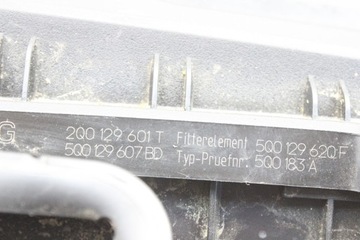 G 2Q0 129 601 T Filterelement 5Q0 129 620 F
5Q0 129 607 BD Typ-Pruefnr: 5Q0 183 A